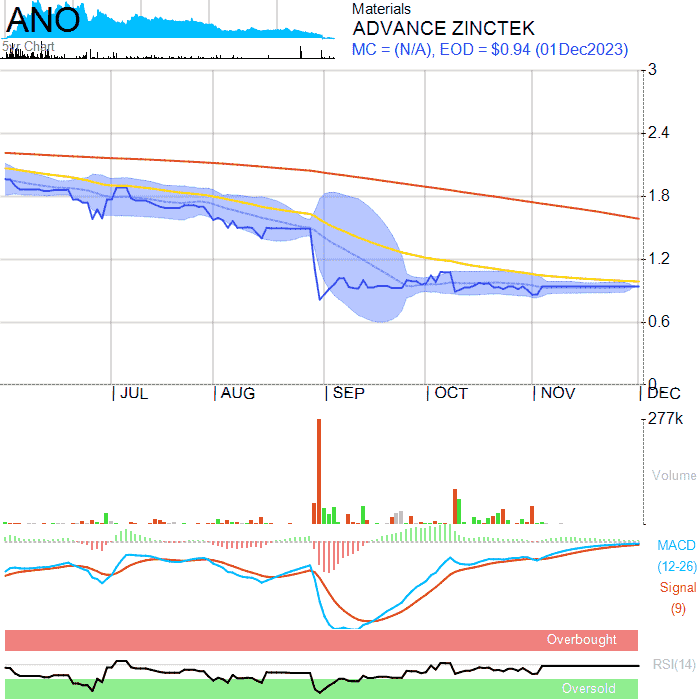 ANO
5yr Chart
Materials
ADVANCE ZINCTEK
MC = (N/A), EOD = $0.94 (01Dec2023)
3
2.4
1.8
1.2
0.6
0
JUL
AUG
SEP
OCT
NOV
DEC
277k
Volume
MACD
(12-26)
Signal
(9)
Overbought
RSI(14)
Oversold